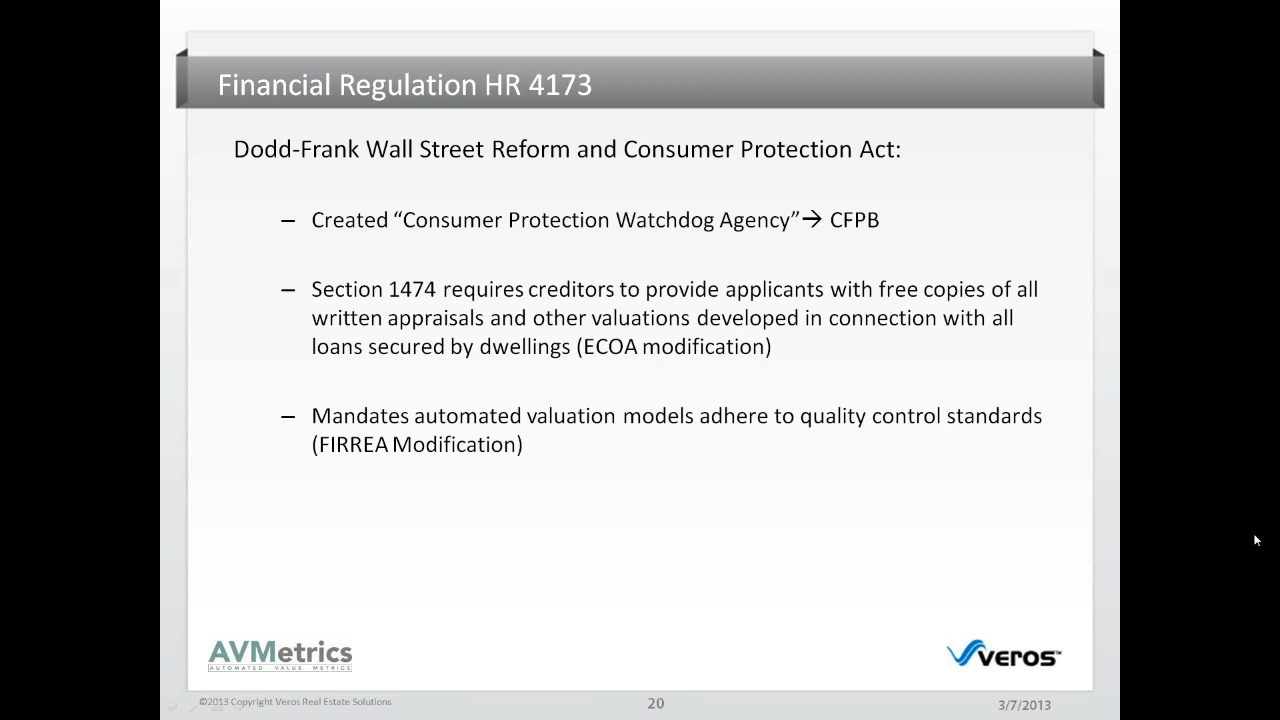 Financial Regulation HR 4173
Dodd-Frank Wall Street Reform and Consumer Protection Act:
– Created “Consumer Protection Watchdog Agency”→ CFPB
– Section 1474 requires creditors to provide applicants with free copies of all
written appraisals and other valuations developed in connection with all
loans secured by dwellings (ECOA modification)
– Mandates automated valuation models adhere to quality control standards
(FIRREA Modification)
AVMetrics
AUTOMATED VALUE METRICS
veros™
©2013 Copyright Veros Real Estate Solutions
20
3/7/2013